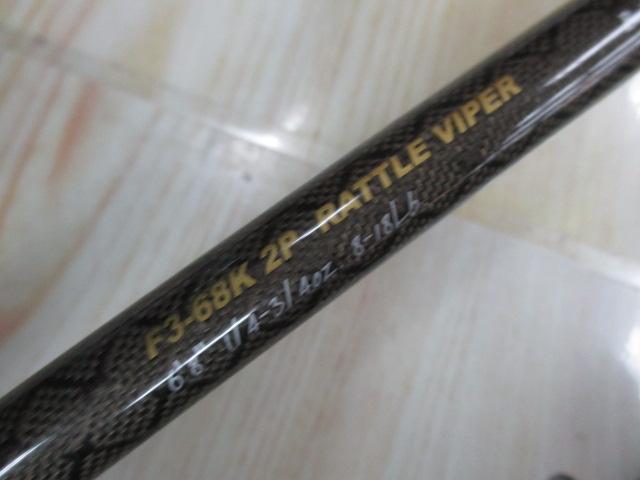 F3-68K 2P RATTLE VIPER
6'8" 1/4-3/4oz 8-18Lb